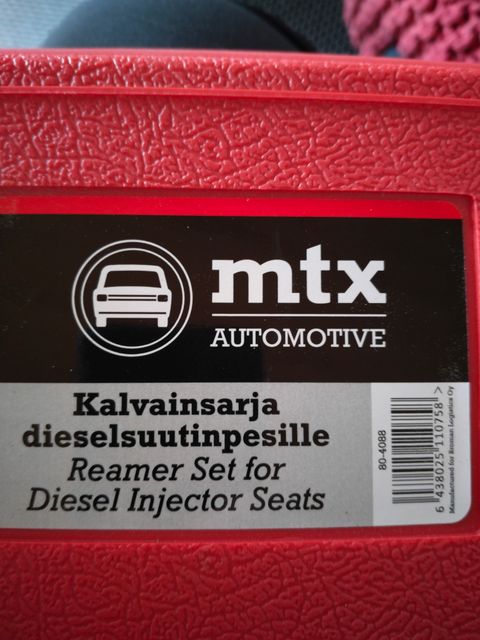 mtx
AUTOMOTIVE
Kalvainsarja
dieselsuutinpesille
Reamer Set for
Diesel Injector Seats
80-4088
6 438025 110758 >
Manufactured for Broman Logistics Oy